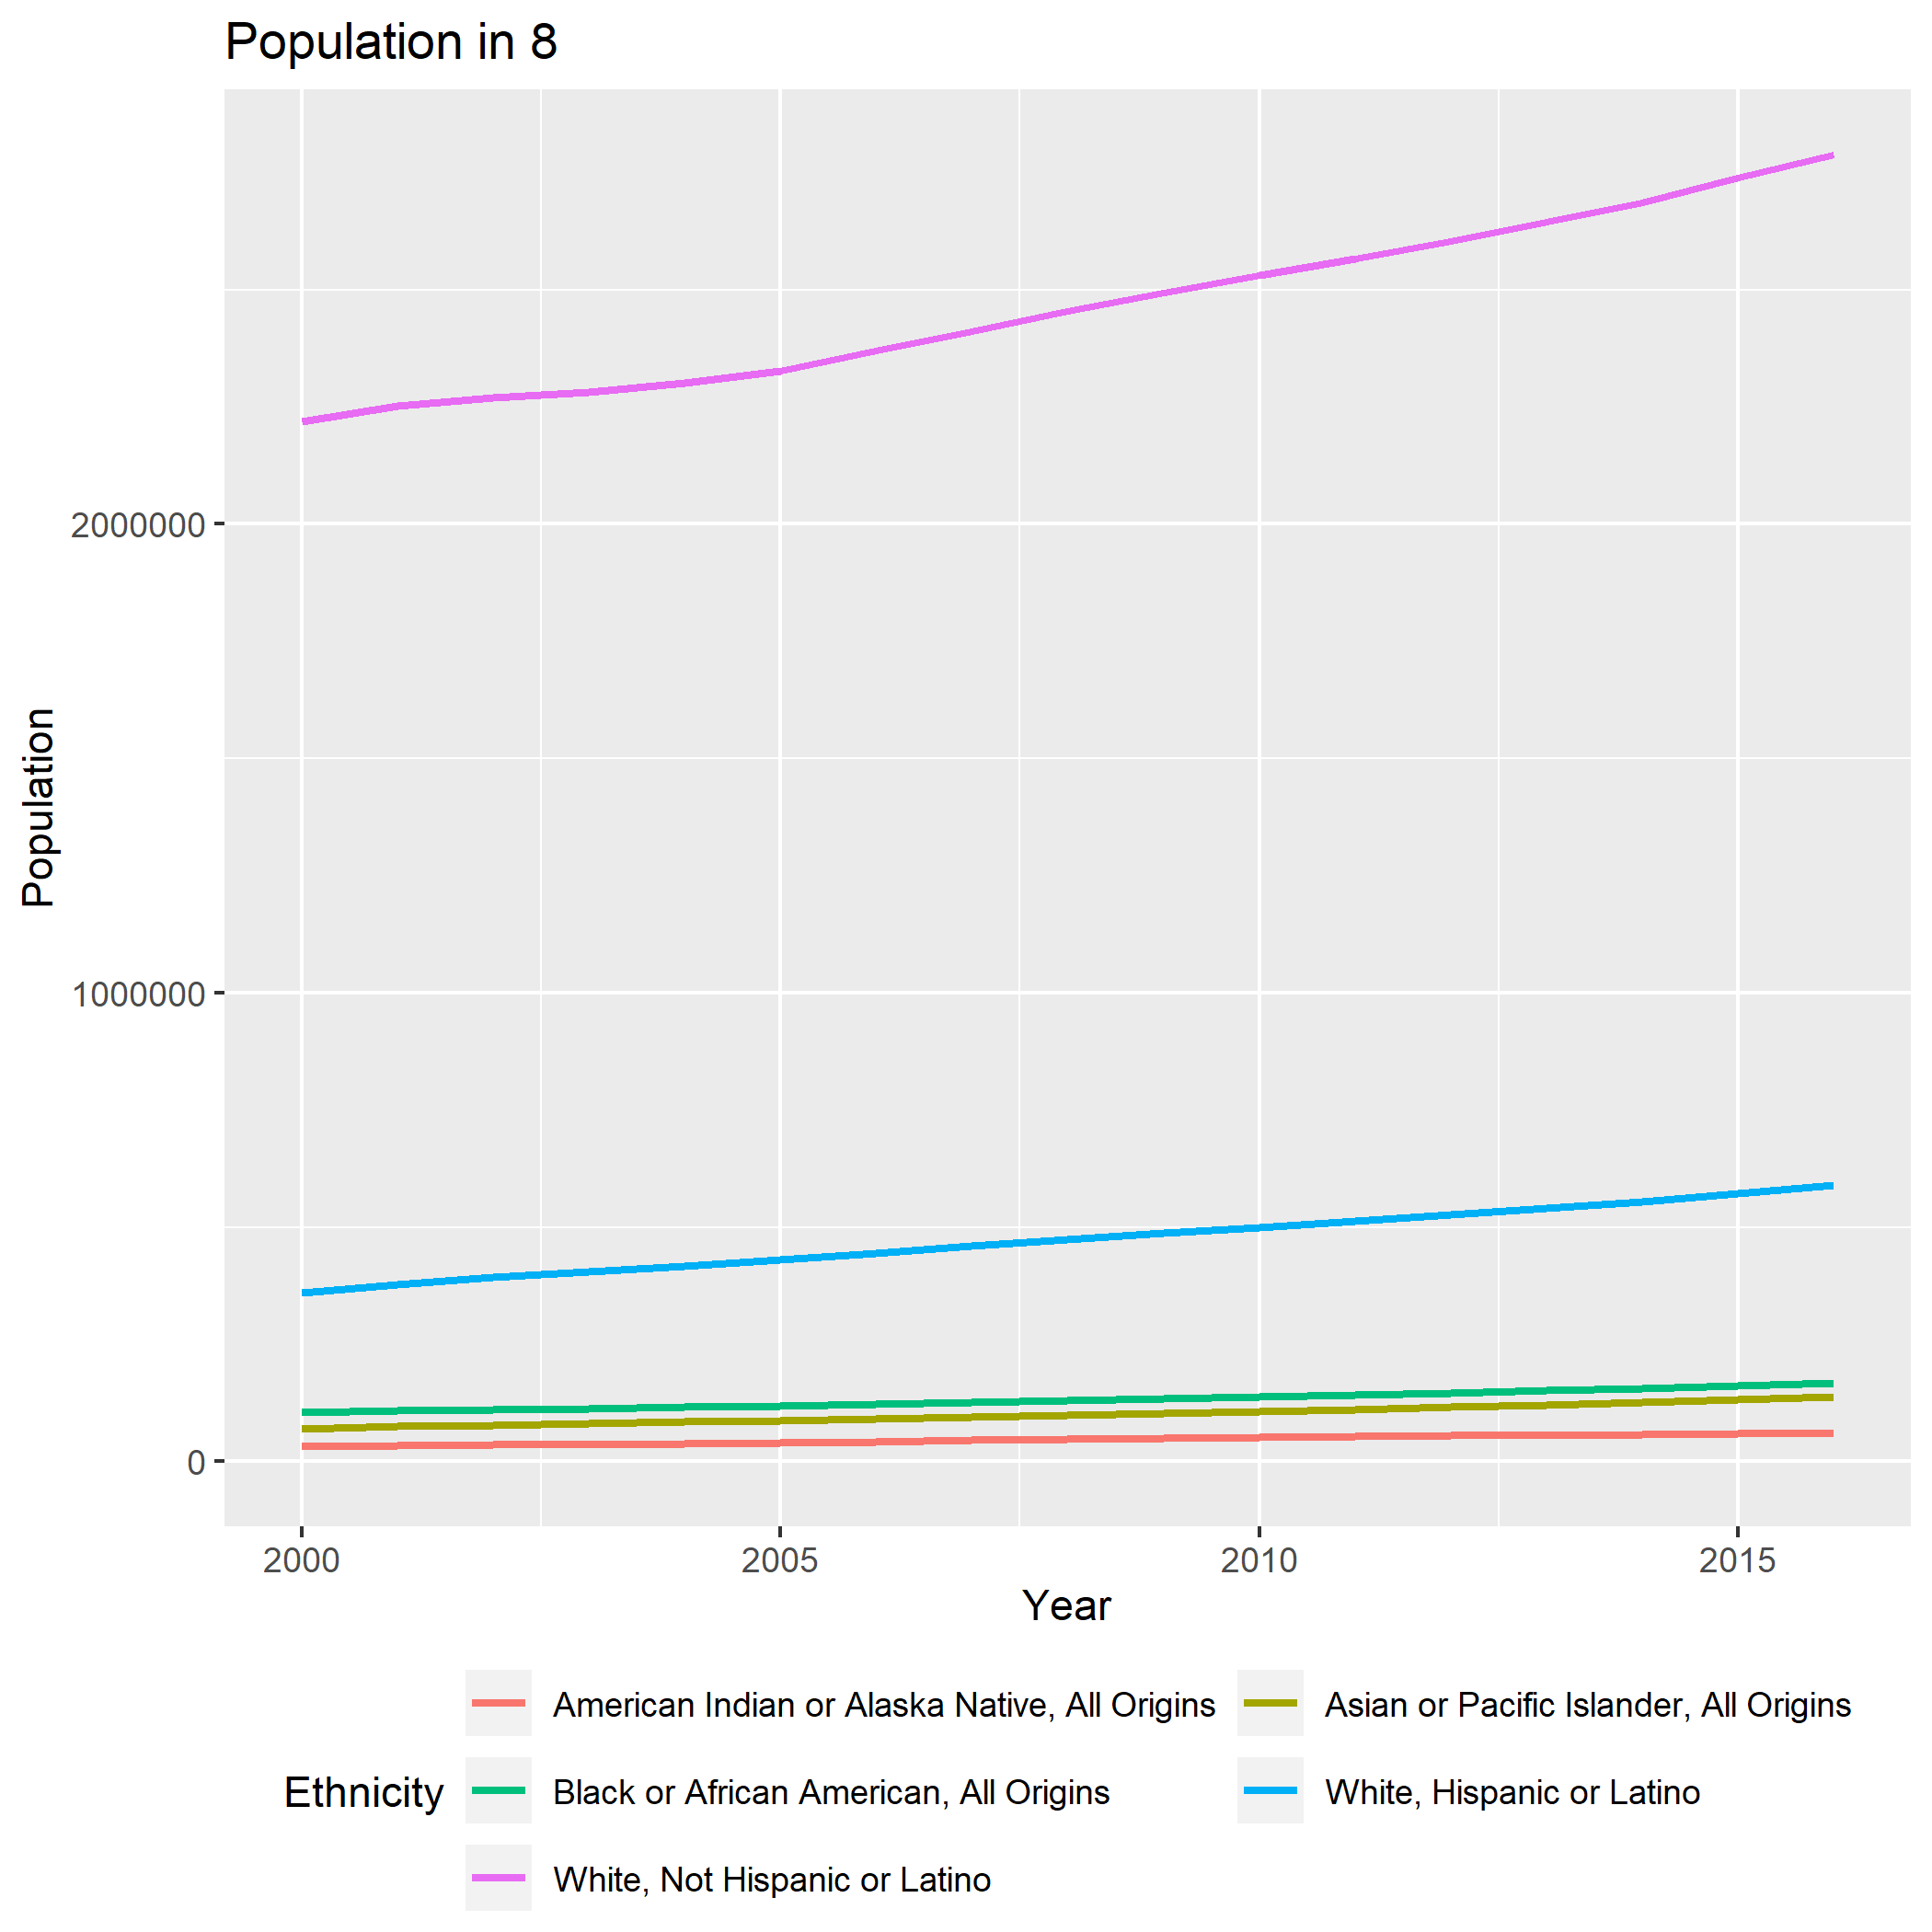 Population in 8
Population
2000000
1000000
0
2000
2005
2010
2015
Year
Ethnicity
American Indian or Alaska Native, All Origins
Asian or Pacific Islander, All Origins
Black or African American, All Origins
White, Hispanic or Latino
White, Not Hispanic or Latino